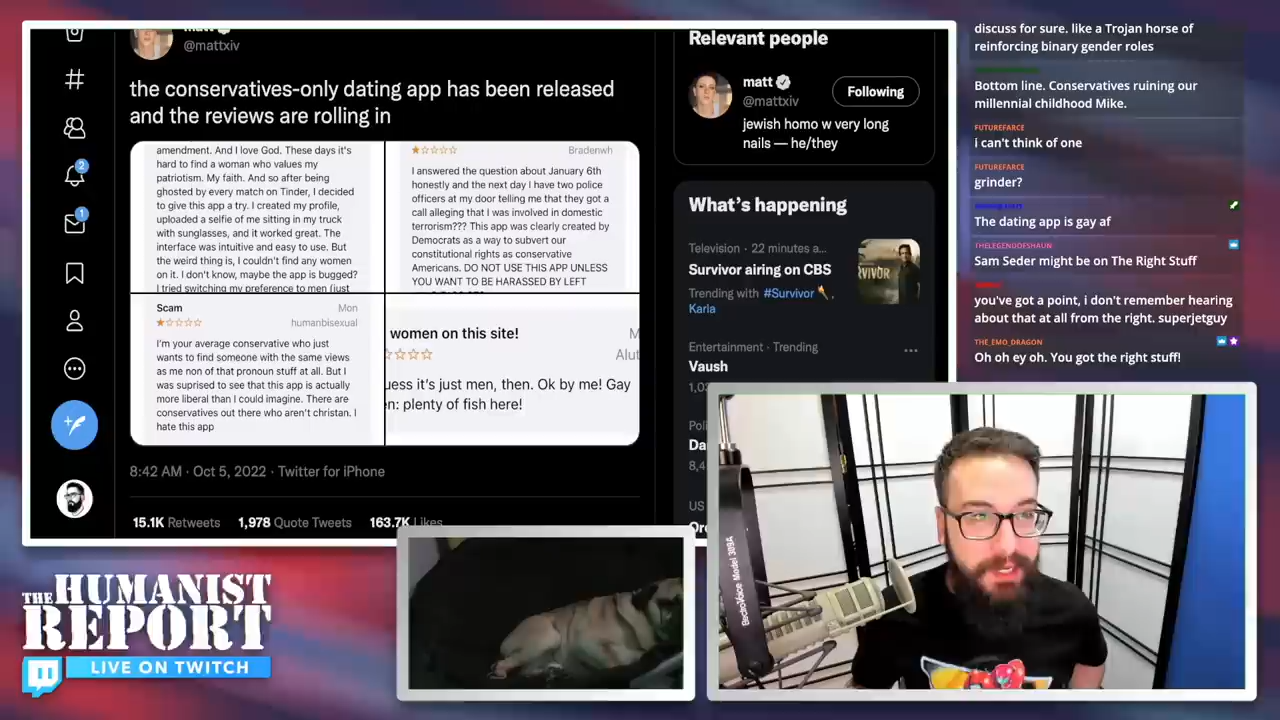 matt
@mattxiv
the conservatives-only dating app has been released
and the reviews are rolling in
amendment. And I love God. These days it's
hard to find a woman who values my
patriotism. My faith. And so after being
ghosted by every match on Tinder, I decided
to give this app a try. I created my profile,
uploaded a selfie of me sitting in my truck
with sunglasses, and it worked great. The
interface was intuitive and easy to use. But
the weird thing is, I couldn't find any women
on it. I don't know, maybe the app is bugged?
I tried switching my preference to men (just
Bradenwh
I answered the question about January 6th
honestly and the next day I have two police
officers at my door telling me that they got a
call alleging that I was involved in domestic
terrorism??? This app was clearly created by
Democrats as a way to subvert our
constitutional rights as conservative
Americans. DO NOT USE THIS APP UNLESS
YOU WANT TO BE HARASSED BY LEFT
Scam
Mon
humanbisexual
I'm your average conservative who just
wants to find someone with the same views
as me non of that pronoun stuff at all. But I
was suprised to see that this app is actually
more liberal than I could imagine. There are
conservatives out there who aren't christan. I
hate this app
women on this site!
M
Alut
uess it's just men, then. Ok by me! Gay
en: plenty of fish here!
8:42 AM · Oct 5, 2022 · Twitter for iPhone
15.1K Retweets 1,978 Quote Tweets 163.7K Likes
2
1
Relevant people
matt
@mattxiv
Following
jewish homo w very long
nails — he/they
What's happening
Television · 22 minutes a...
Survivor airing on CBS
Trending with #Survivor,
Karla
Entertainment · Trending
Vaush
1,03
Poli
Da
8,4
US
Or
discuss for sure. like a Trojan horse of
reinforcing binary gender roles
Bottom line. Conservatives ruining our
millennial childhood Mike.
FUTUREFARCE
i can't think of one
FUTUREFARCE
grinder?
The dating app is gay af
THELEGENDOFSHAUN
Sam Seder might be on The Right Stuff
you've got a point, i don't remember hearing
about that at all from the right. superjetguy
THE_EMO_DRAGON
Oh oh ey oh. You got the right stuff!
ElectroVoice Model 309A
THE HUMANIST
REPORT
LIVE ON TWITCH